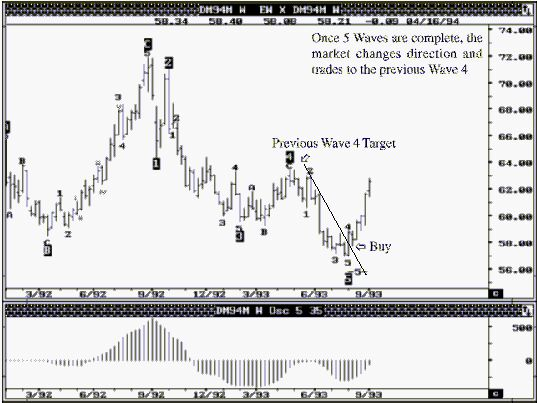 DM94M W EW X DM94M W
58.34 58.40 58.08 58.21 -0.09 04/16/94
74.00
Once 5 Waves are complete, the
market changes direction and
trades to the previous Wave 4
72.00
70.00
68.00
66.00
Previous Wave 4 Target
64.00
62.00
60.00
Buy
58.00
56.00
3/92 6/92 9/92 12/92 3/93 6/93 9/93 C
DM94M W Osc 5 35
500
0
3/92 6/92 9/92 12/92 3/93 6/93 9/93 C